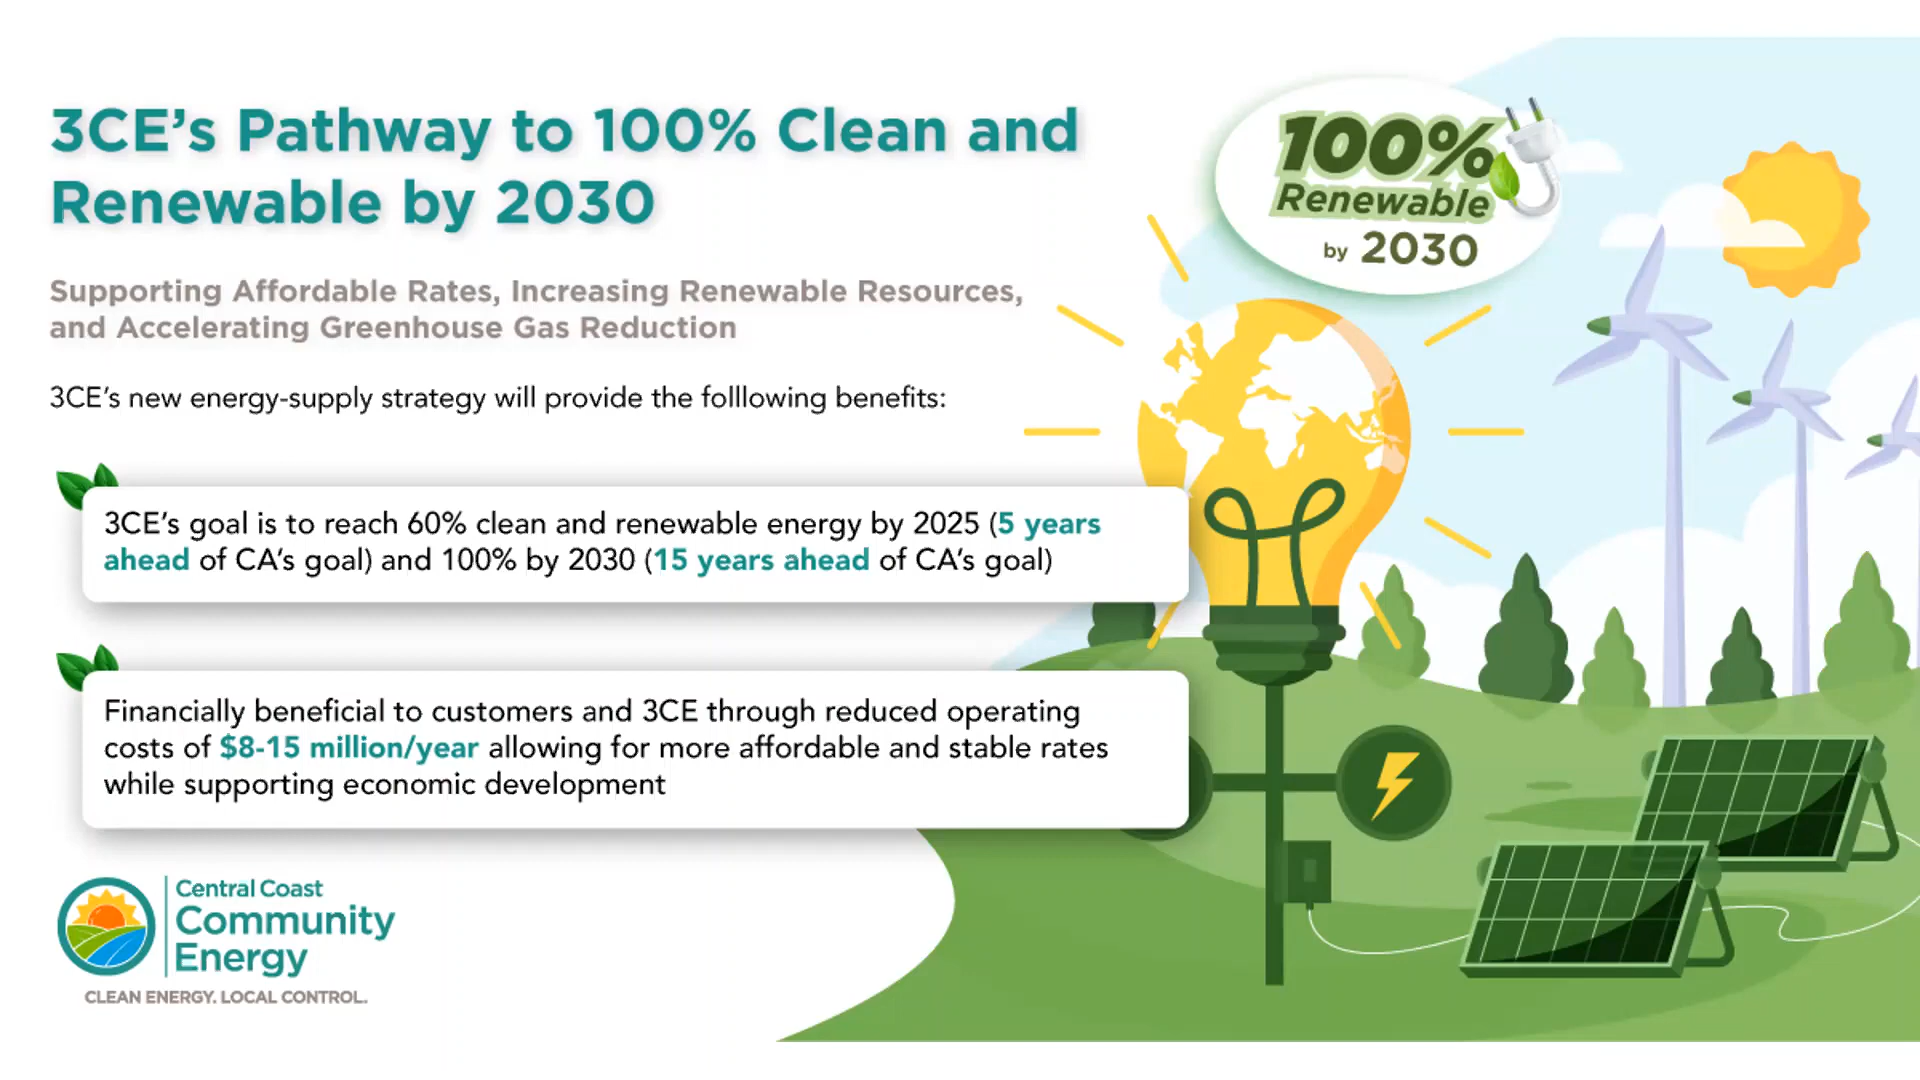 3CE's Pathway to 100% Clean and
Renewable by 2030
Supporting Affordable Rates, Increasing Renewable Resources,
and Accelerating Greenhouse Gas Reduction
3CE's new energy-supply strategy will provide the folllowing benefits:
3CE's goal is to reach 60% clean and renewable energy by 2025 (5 years
ahead of CA's goal) and 100% by 2030 (15 years ahead of CA's goal)
Financially beneficial to customers and 3CE through reduced operating
costs of $8-15 million/year allowing for more affordable and stable rates
while supporting economic development
Central Coast
Community
Energy
CLEAN ENERGY. LOCAL CONTROL.
100%
Renewable
by 2030